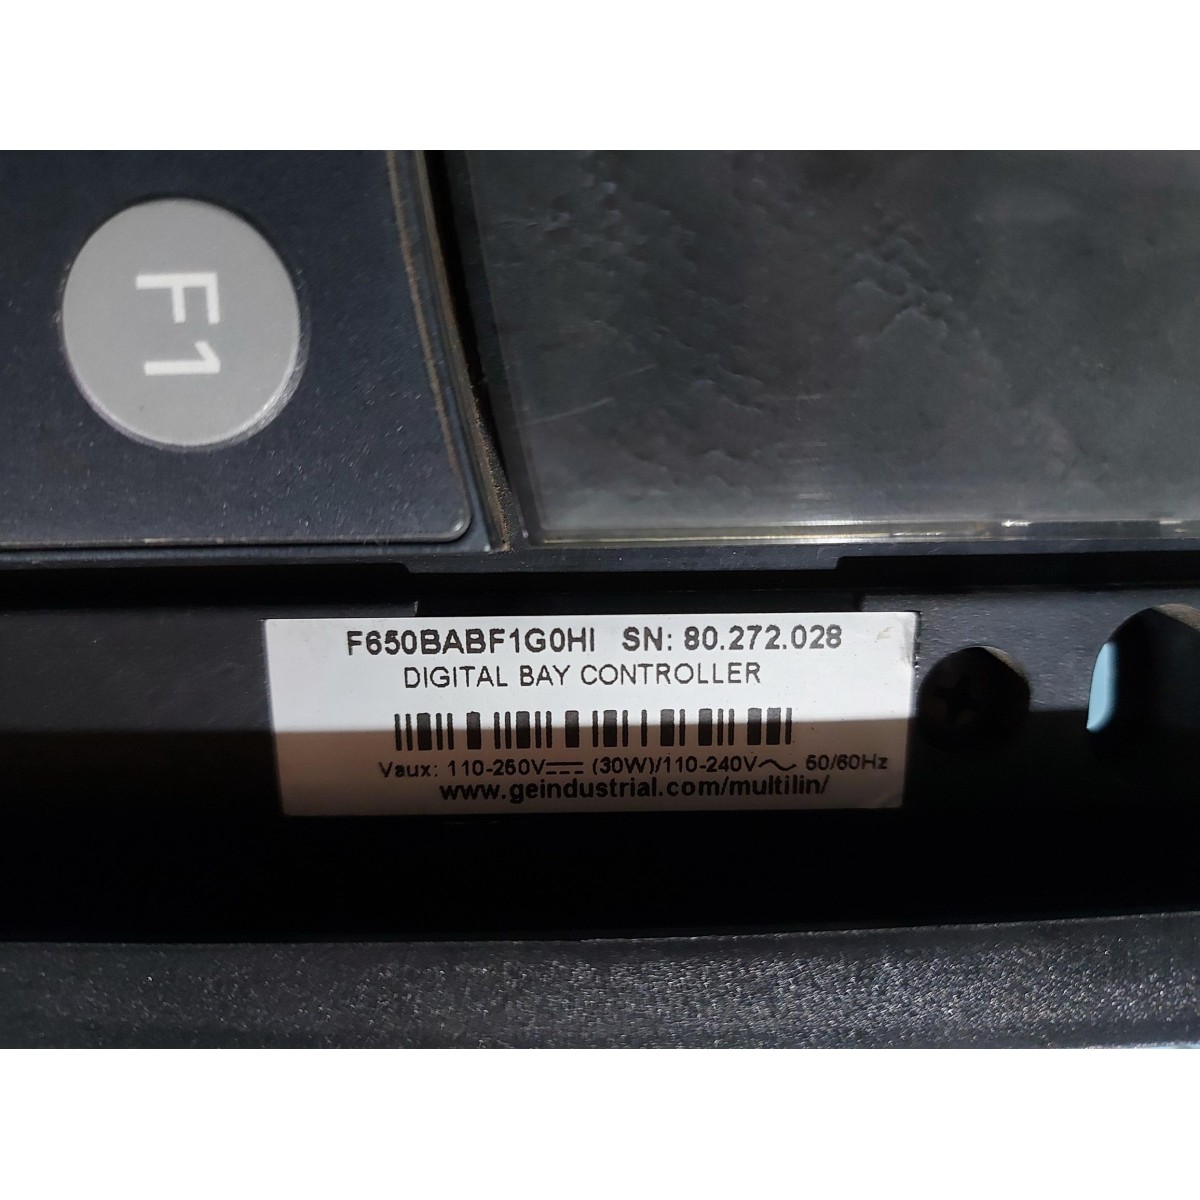 F1
F650BABF1G0HI SN: 80.272.028
DIGITAL BAY CONTROLLER
Vaux: 110-250V⎓ (30W)/110-240V∼ 50/60Hz
www.geindustrial.com/multilin/